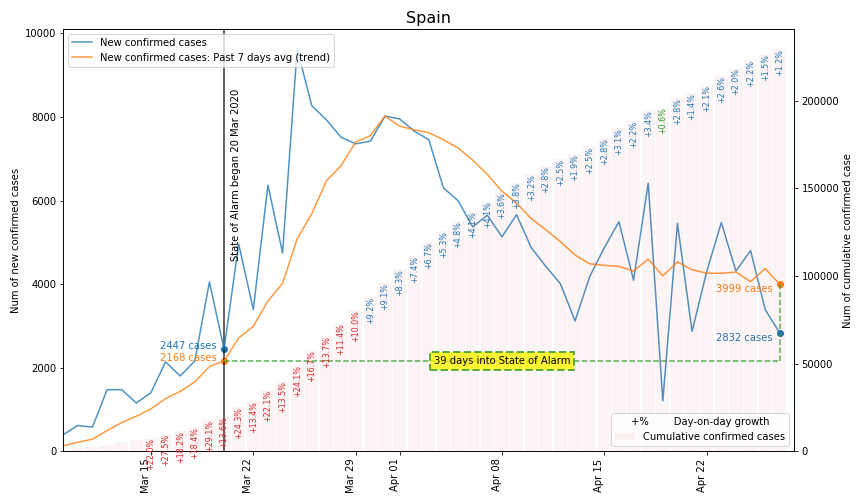 Spain
New confirmed cases
New confirmed cases: Past 7 days avg (trend)
State of Alarm began 20 Mar 2020
Num of new confirmed cases
10000
8000
6000
4000
2000
0
2447 cases
2168 cases
+22.0%
+27.5%
+18.2%
+18.4%
+29.1%
+13.6%
+24.3%
+13.4%
+22.1%
+13.5%
+24.1%
+16.7%
+13.7%
+11.4%
+10.0%
+9.2%
+9.1%
+8.3%
+7.4%
+6.7%
+5.3%
+4.8%
+4.1%
+3.6%
+3.8%
+3.2%
+2.8%
+2.5%
+1.9%
+2.5%
+2.8%
+3.1%
+2.2%
+3.4%
+0.6%
+2.8%
+1.4%
+2.1%
+2.6%
+2.0%
+2.2%
+1.5%
+1.2%
39 days into State of Alarm
3999 cases
2832 cases
+% Day-on-day growth
Cumulative confirmed cases
Mar 15
Mar 22
Mar 29
Apr 01
Apr 08
Apr 15
Apr 22
200000
150000
100000
50000
0
Num of cumulative confirmed case